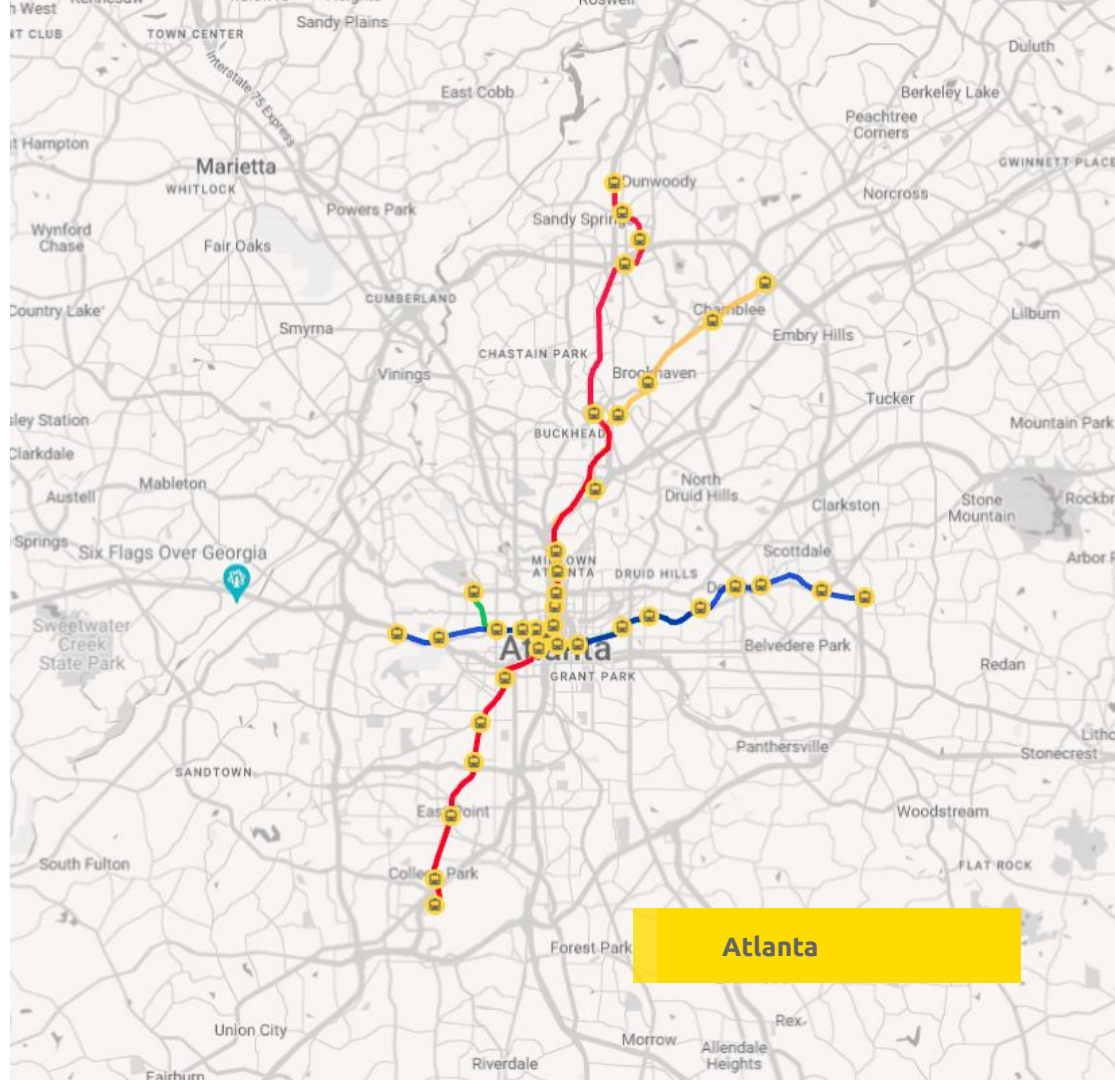 n West
NT CLUB
TOWN CENTER
Sandy Plains
Roswell
Duluth
Interstate 75 Express
East Cobb
Berkeley Lake
Peachtree
Corners
t Hampton
Marietta
WHITLOCK
GWINNETT PLACE
Dunwoody
Norcross
Powers Park
Sandy Springs
Wynford
Chase
Fair Oaks
CUMBERLAND
Country Lake
Chamblee
Lilburn
Smyrna
Embry Hills
CHASTAIN PARK
Vinings
Brookhaven
Tucker
ley Station
BUCKHEAD
Mountain Park
Clarkdale
Mableton
North
Druid Hills
Austell
Clarkston
Stone
Mountain
Rockbr
Springs
Six Flags Over Georgia
MIDTOWN
ATLANTA
DRUID HILLS
Scottdale
Arbor
Sweetwater
Creek
State Park
Atlanta
Belvedere Park
GRANT PARK
Redan
Panthersville
Litho
Stonecrest
SANDTOWN
East Point
Woodstream
South Fulton
College Park
FLAT ROCK
Forest Park
Atlanta
Union City
Rex
Morrow
Allendale
Heights
Riverdale
Fairburn